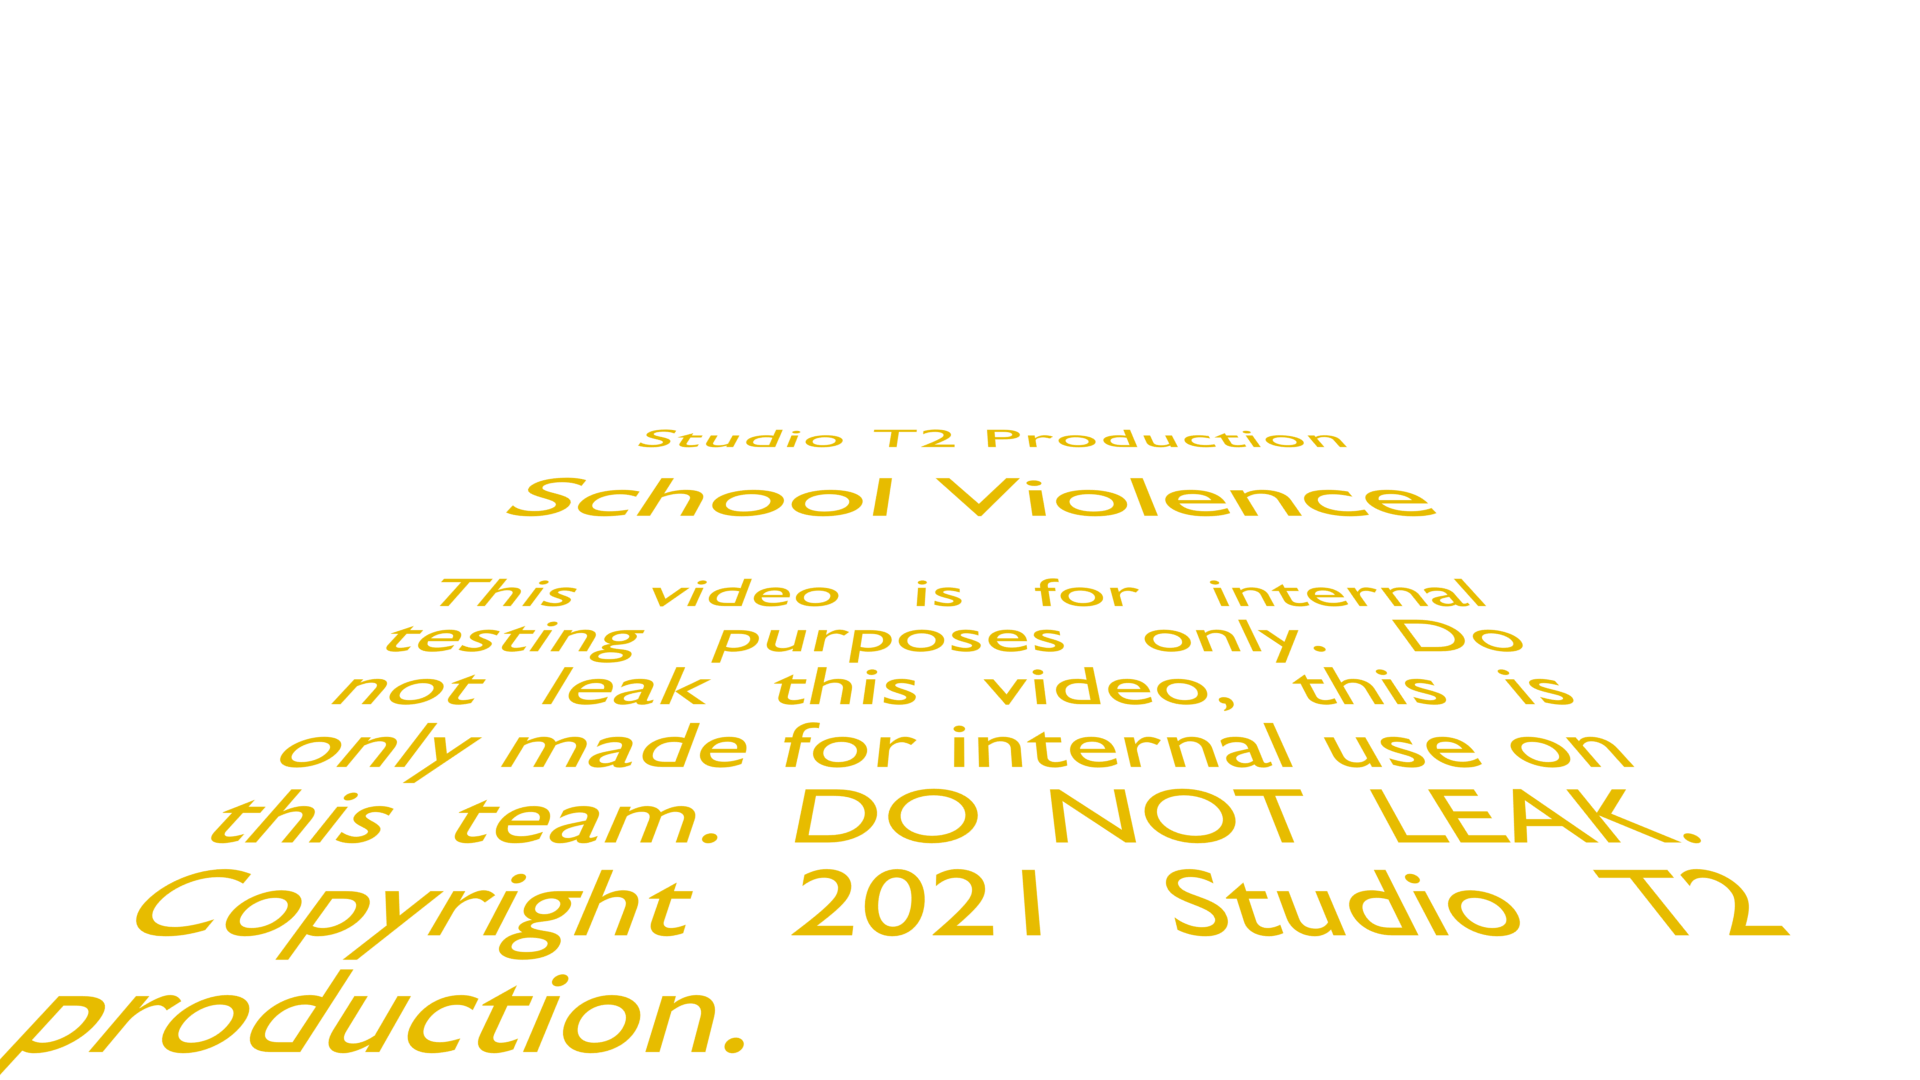 Studio T2 Production
School Violence
This video is for internal
testing purposes only. Do
not leak this video, this is
only made for internal use on
this team. DO NOT LEAK.
Copyright 2021 Studio T2
production.